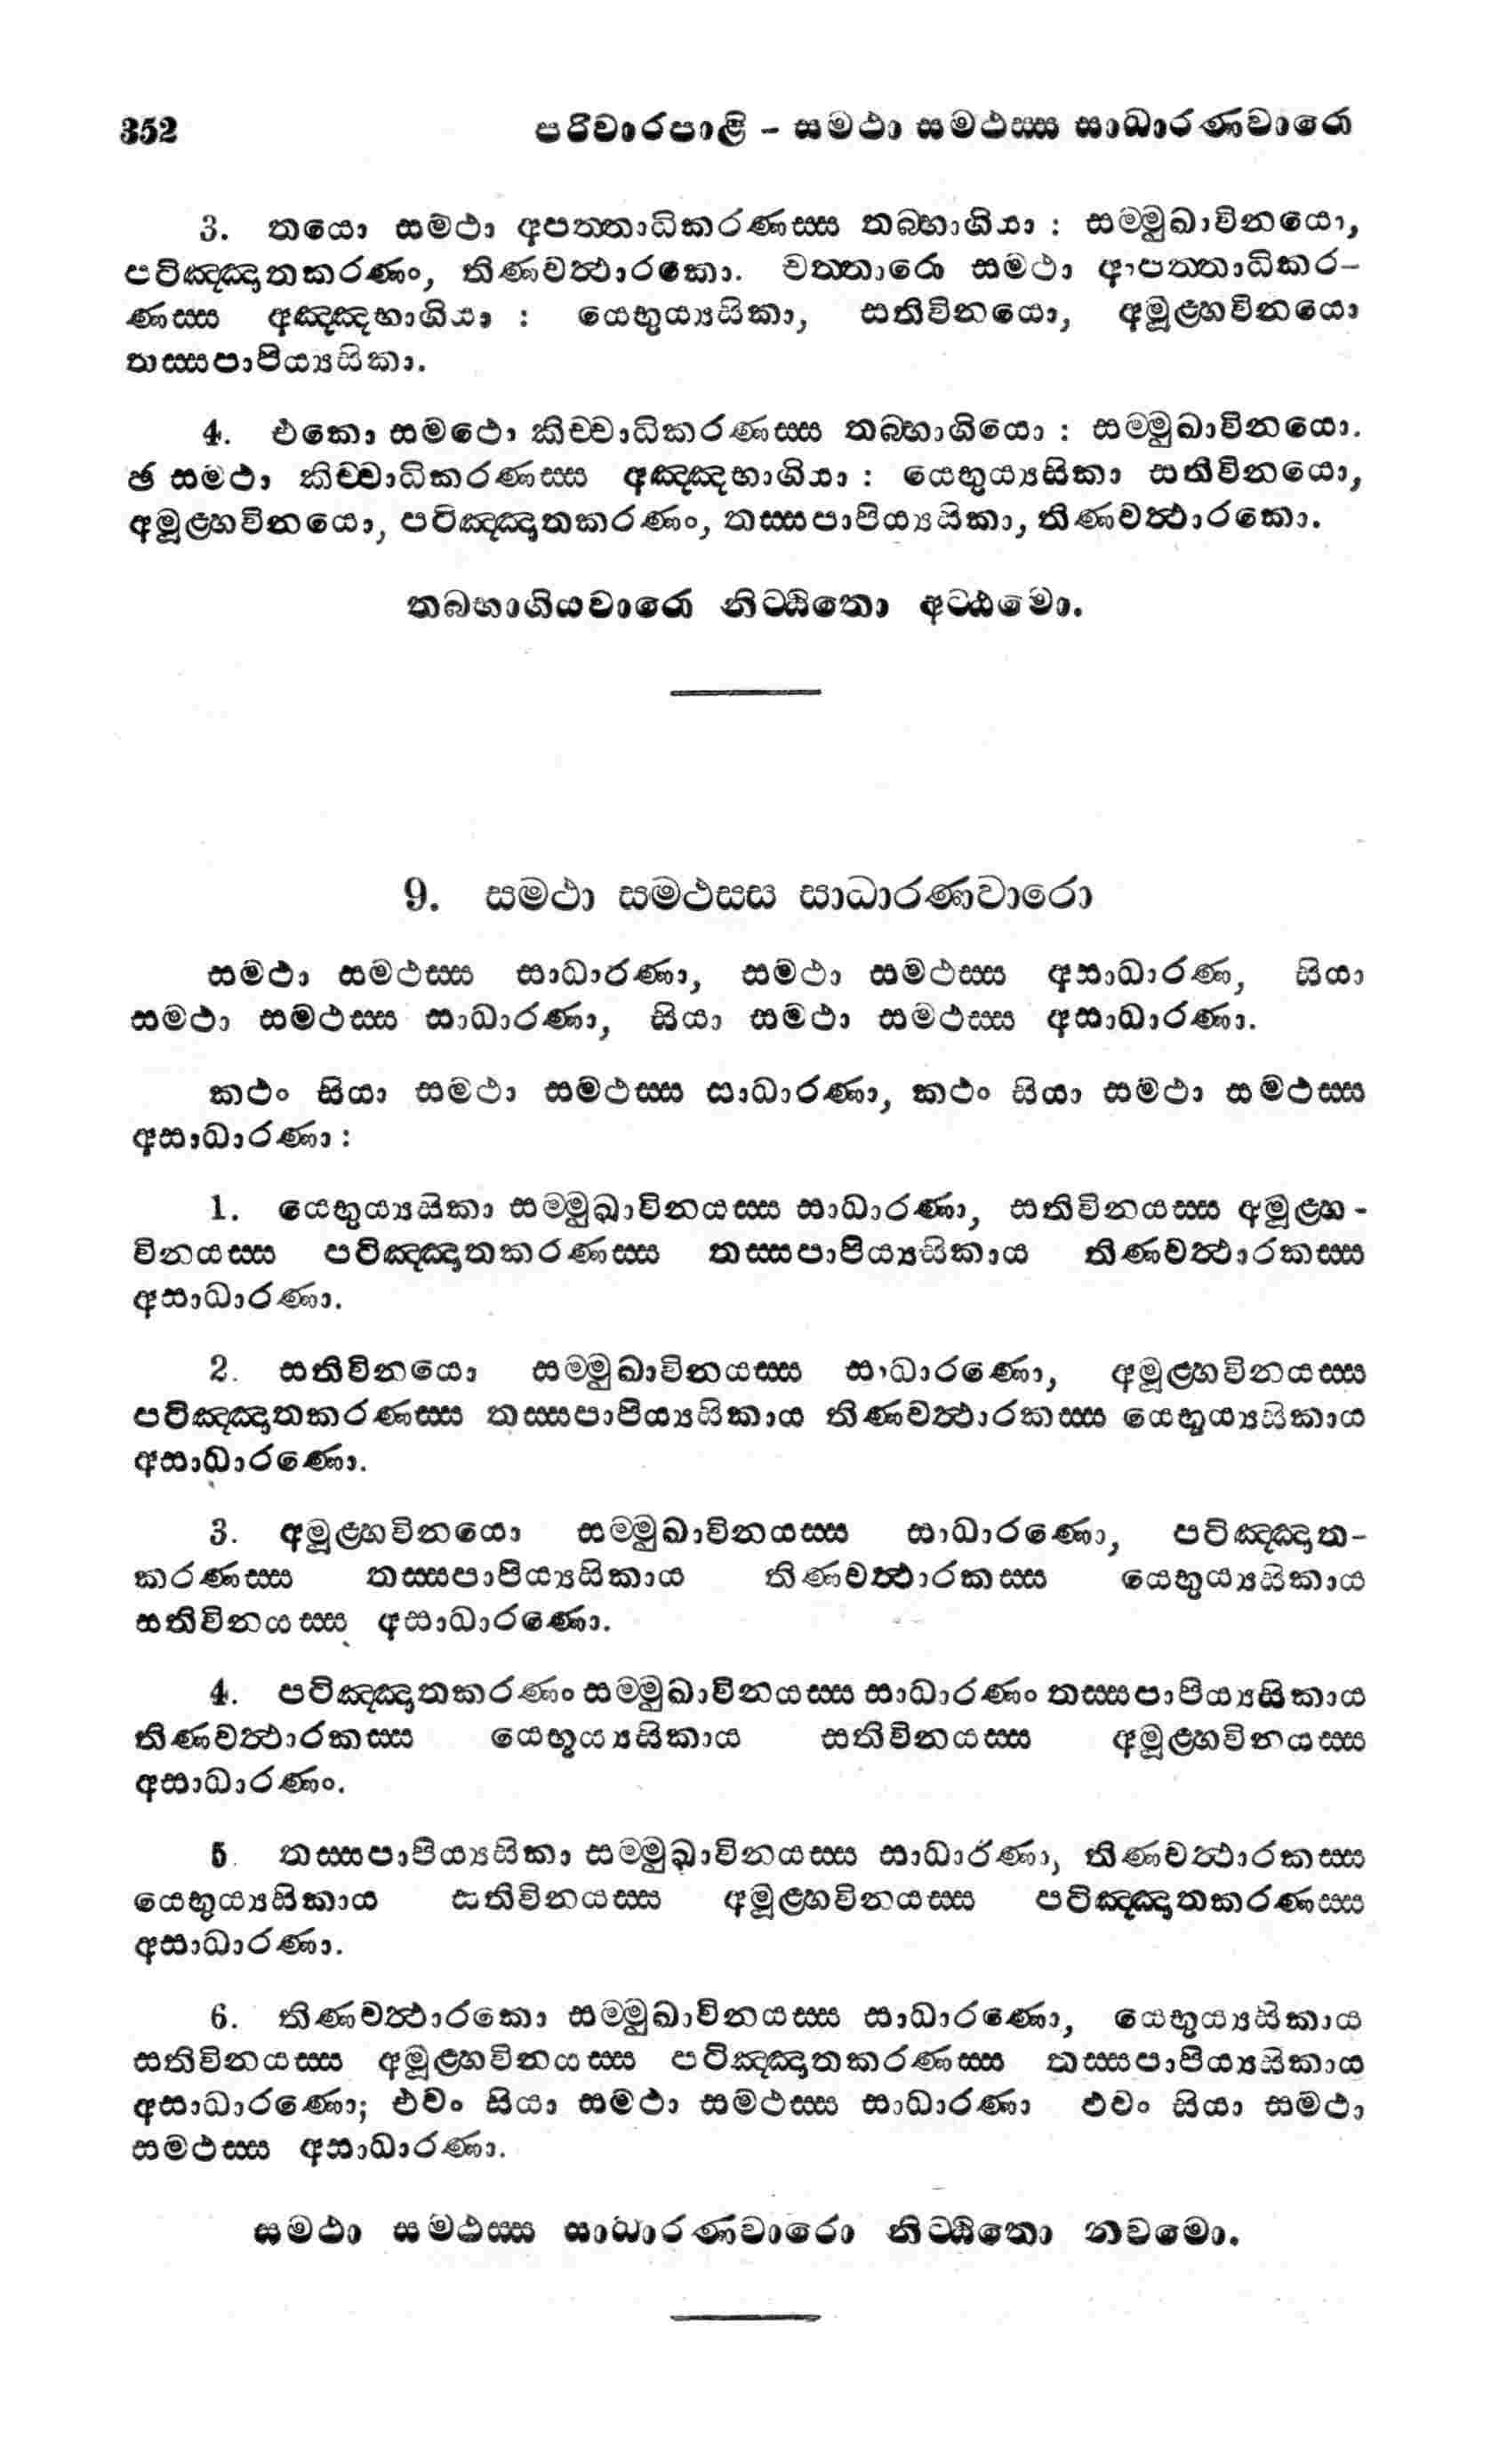 352 පරිවාරපාළි - සමථා සමථස්ස සාධාරණවාරො
3. තයො සමථා අපත්තාධිකරණස්ස තබ්භාගියා : සම්මුඛාවිනයො,
පටිඤ්ඤාතකරණං, තිණවත්ථාරකො. චත්තාරො සමථා ආපත්තාධිකර-
ණස්ස අඤ්ඤභාගියා : යෙභුය්‍යසිකා, සතිවිනයො, අමූළ්හවිනයො
තස්සපාපිය්‍යසිකා.
4. එකො සමථො කිච්චාධිකරණස්ස තබ්භාගියො : සම්මුඛාවිනයො.
ඡ සමථා කිච්චාධිකරණස්ස අඤ්ඤභාගියා : යෙභුය්‍යසිකා සතිවිනයො,
අමූළ්හවිනයො, පටිඤ්ඤාතකරණං, තස්සපාපිය්‍යසිකා, තිණවත්ථාරකො.
තබ්භාගියවාරො නිට්ඨිතො අට්ඨමො.
9. සමථා සමථස්ස සාධාරණවාරො
සමථා සමථස්ස සාධාරණා, සමථා සමථස්ස අසාධාරණ, සියා
සමථා සමථස්ස සාධාරණා, සියා සමථා සමථස්ස අසාධාරණා.
කථං සියා සමථා සමථස්ස සාධාරණා, කථං සියා සමථා සමථස්ස
අසාධාරණා :
1. යෙභුය්‍යසිකා සම්මුඛාවිනයස්ස සාධාරණා, සතිවිනයස්ස අමූළ්හ-
විනයස්ස පටිඤ්ඤාතකරණස්ස තස්සපාපිය්‍යසිකාය තිණවත්ථාරකස්ස
අසාධාරණා.
2. සතිවිනයො සම්මුඛාවිනයස්ස සාධාරණො, අමූළ්හවිනයස්ස
පටිඤ්ඤාතකරණස්ස තස්සපාපිය්‍යසිකාය තිණවත්ථාරකස්ස යෙභූය්‍යසිකාය
අසාධාරණො.
3. අමූළ්හවිනයො සම්මුඛාවිනයස්ස සාධාරණො, පටිඤ්ඤාත-
කරණස්ස තස්සපාපිය්‍යසිකාය තිණවත්ථාරකස්ස යෙභුය්‍යසිකාය
සතිවිනයස්ස අසාධාරණො.
4. පටිඤ්ඤාතකරණං සම්මුඛාවිනයස්ස සාධාරණං තස්සපාපිය්‍යසිකාය
තිණවත්ථාරකස්ස යෙභූය්‍යසිකාය සතිවිනයස්ස අමූළ්හවිනයස්ස
අසාධාරණං.
5. තස්සපාපිය්‍යසිකා සම්මුඛාවිනයස්ස සාධාරණා, තිණවත්ථාරකස්ස
යෙභුය්‍යසිකාය සතිවිනයස්ස අමූළ්හවිනයස්ස පටිඤ්ඤාතකරණස්ස
අසාධාරණා.
6. තිණවත්ථාරකො සම්මුඛාවිනයස්ස සාධාරණො, යෙභුය්‍යසිකාය
සතිවිනයස්ස අමූළ්හවිනයස්ස පටිඤ්ඤාතකරණස්ස තස්සපාපිය්‍යසිකාය
අසාධාරණො; එවං සියා සමථා සමථස්ස සාධාරණා එවං සියා සමථා
සමථස්ස අසාධාරණා.
සමථා සමථස්ස සාධාරණවාරො නිට්ඨිතො නවමො.